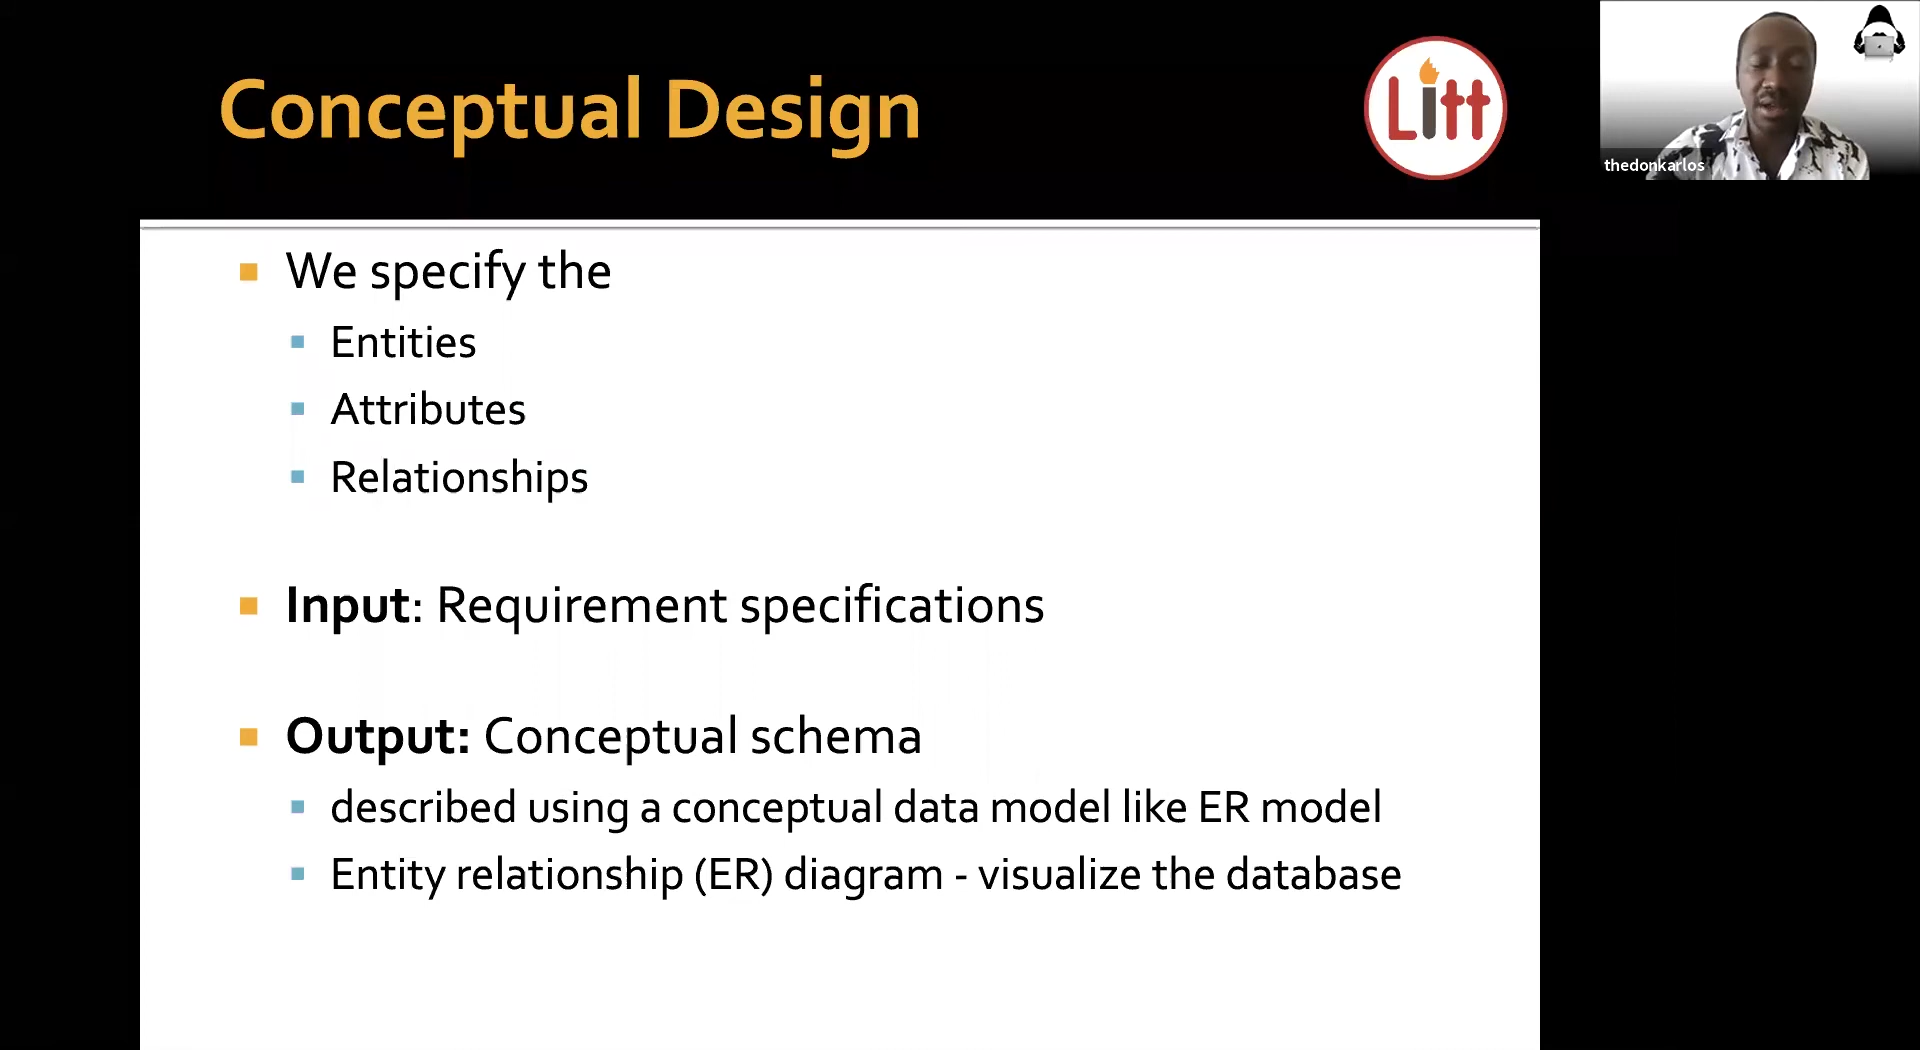 Conceptual Design
Litt
thedonkarlos
We specify the
Entities
Attributes
Relationships
Input: Requirement specifications
Output: Conceptual schema
described using a conceptual data model like ER model
Entity relationship (ER) diagram - visualize the database